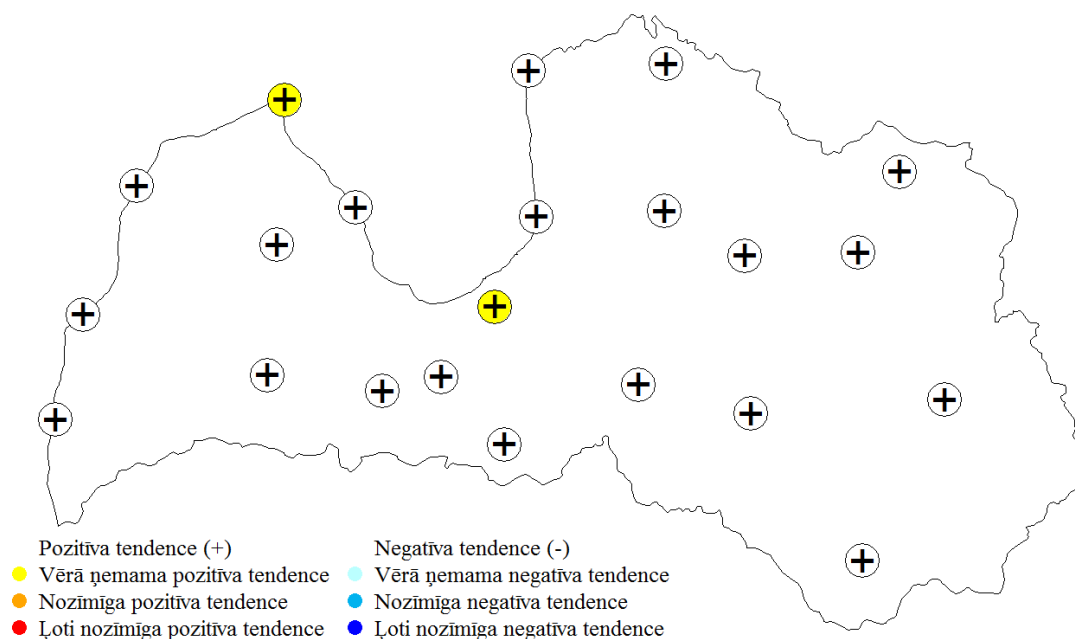 Pozitīva tendence (+)
Vērā ņemama pozitīva tendence
Nozīmīga pozitīva tendence
Ļoti nozīmīga pozitīva tendence
Negatīva tendence (-)
Vērā ņemama negatīva tendence
Nozīmīga negatīva tendence
Ļoti nozīmīga negatīva tendence